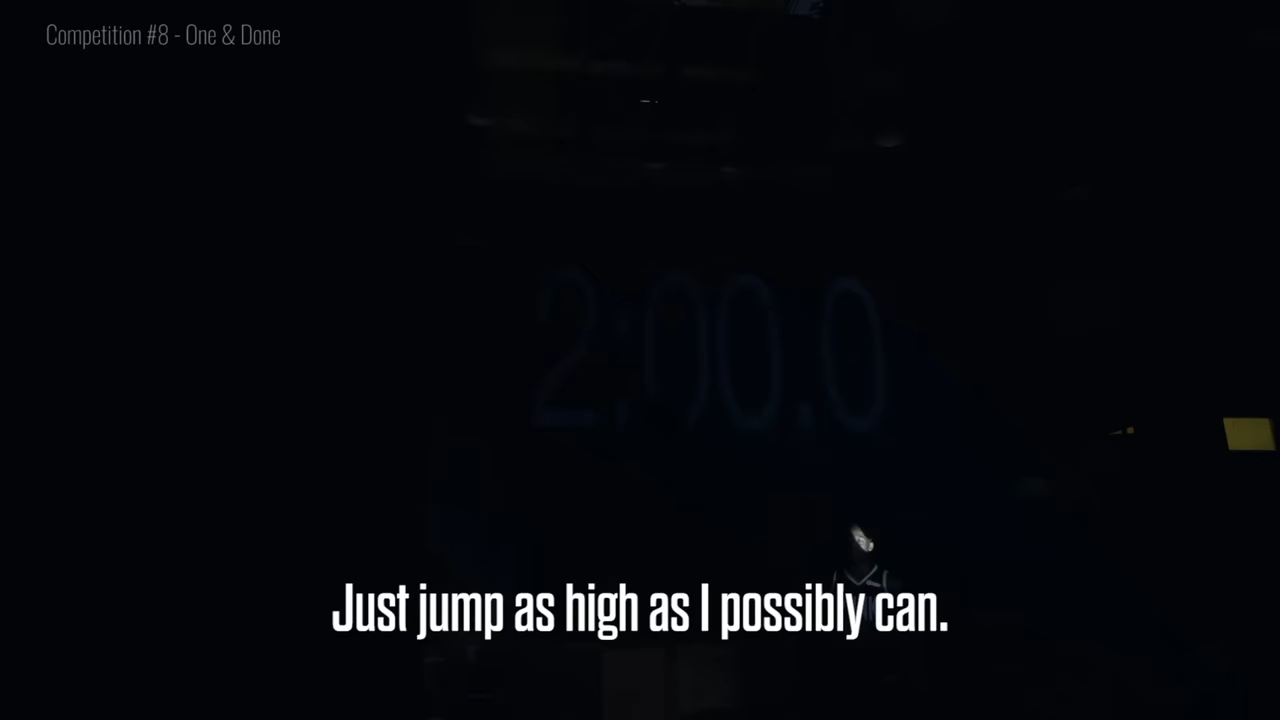 Competition #8 - One & Done
2:00.0
Just jump as high as I possibly can.